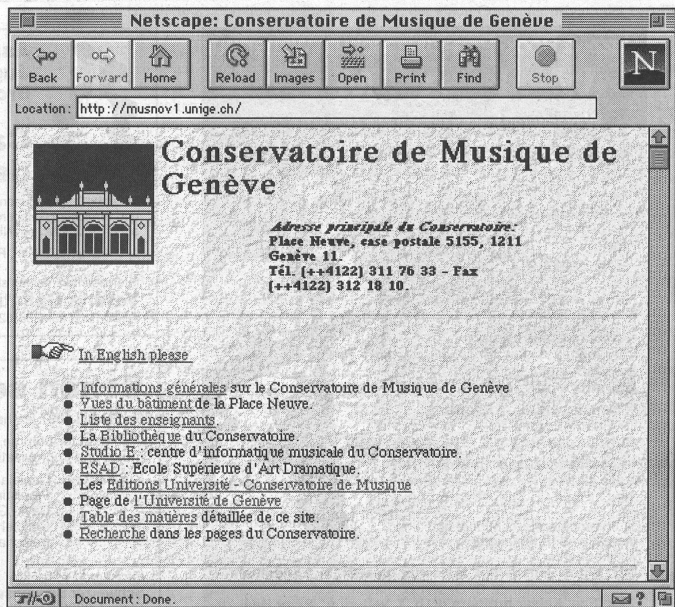 Netscape: Conservatoire de Musique de Genève
Back Forward Home Reload Images Open Print Find Stop
N
Location: http://musnov1.unige.ch/
Conservatoire de Musique de
Genève
Adresse principale du Conservatoire:
Place Neuve, case postale 5155, 1211
Genève 11.
Tél. (++4122) 311 76 33 - Fax
(++4122) 312 18 10.
In English please
Informations générales sur le Conservatoire de Musique de Genève
Vues du bâtiment de la Place Neuve.
Liste des enseignants.
La Bibliothèque du Conservatoire.
Studio E : centre d'informatique musicale du Conservatoire.
ESAD : Ecole Supérieure d'Art Dramatique.
Les Editions Université - Conservatoire de Musique
Page de l'Université de Genève
Table des matières détaillée de ce site.
Recherche dans les pages du Conservatoire.
Document: Done.
?